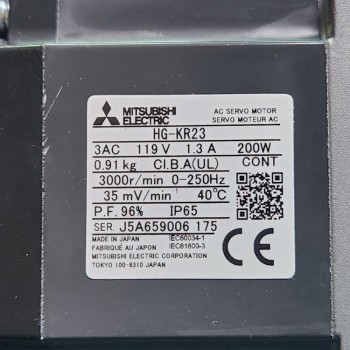 MITSUBISHI
ELECTRIC
AC SERVO MOTOR
SERVO MOTEUR AC
HG-KR23
3AC 119V 1.3A 200W
0.91kg Cl.B.A(UL) CONT
3000r/min 0-250Hz
35 mV/min⁻¹ 40℃
P.F. 96% IP65
SER. J5A659006 175
MADE IN JAPAN IEC60034-1
FABRIQUÉ AU JAPON IEC61800-3
MITSUBISHI ELECTRIC CORPORATION
TOKYO 100-8310 JAPAN
CE